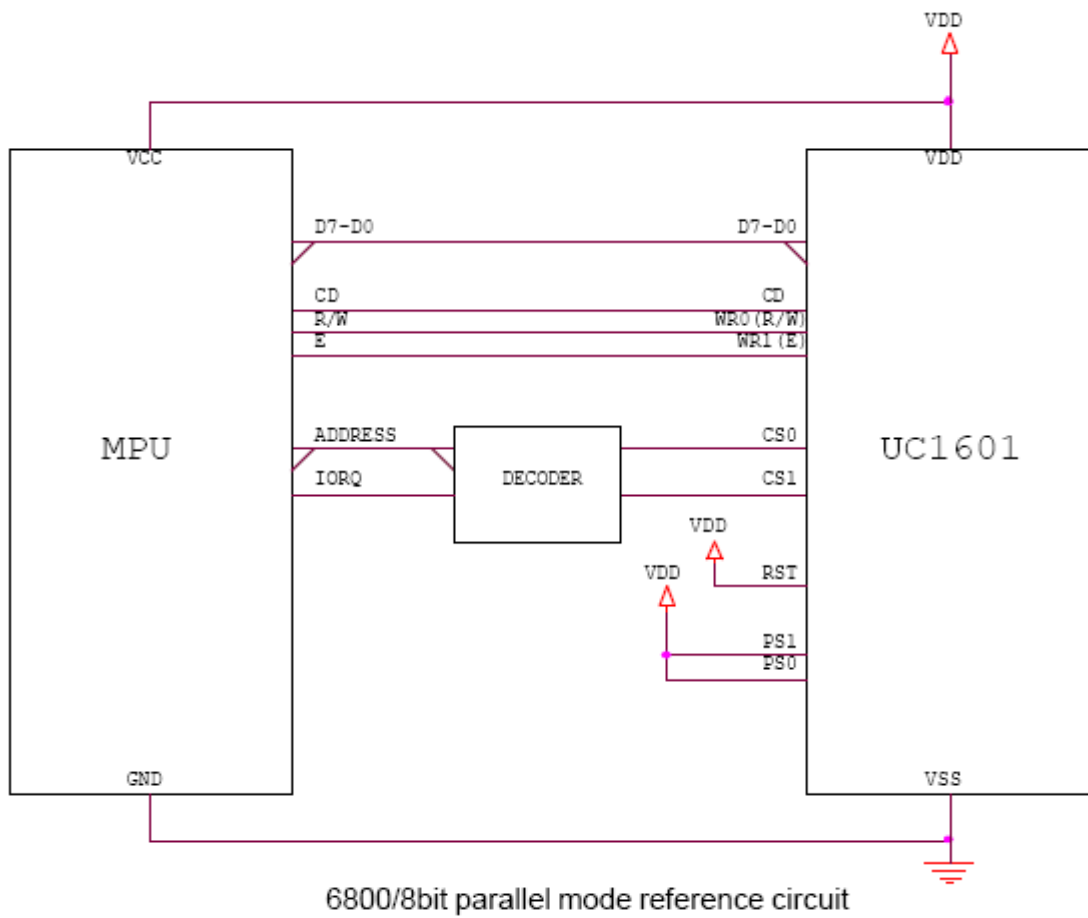 VDD
VCC
VDD
D7-D0
D7-D0
CD
CD
R/W
WR0(R/W)
E
WR1(E)
MPU
ADDRESS
CS0
UC1601
IORQ
DECODER
CS1
VDD
RST
VDD
PS1
PS0
GND
VSS
6800/8bit parallel mode reference circuit